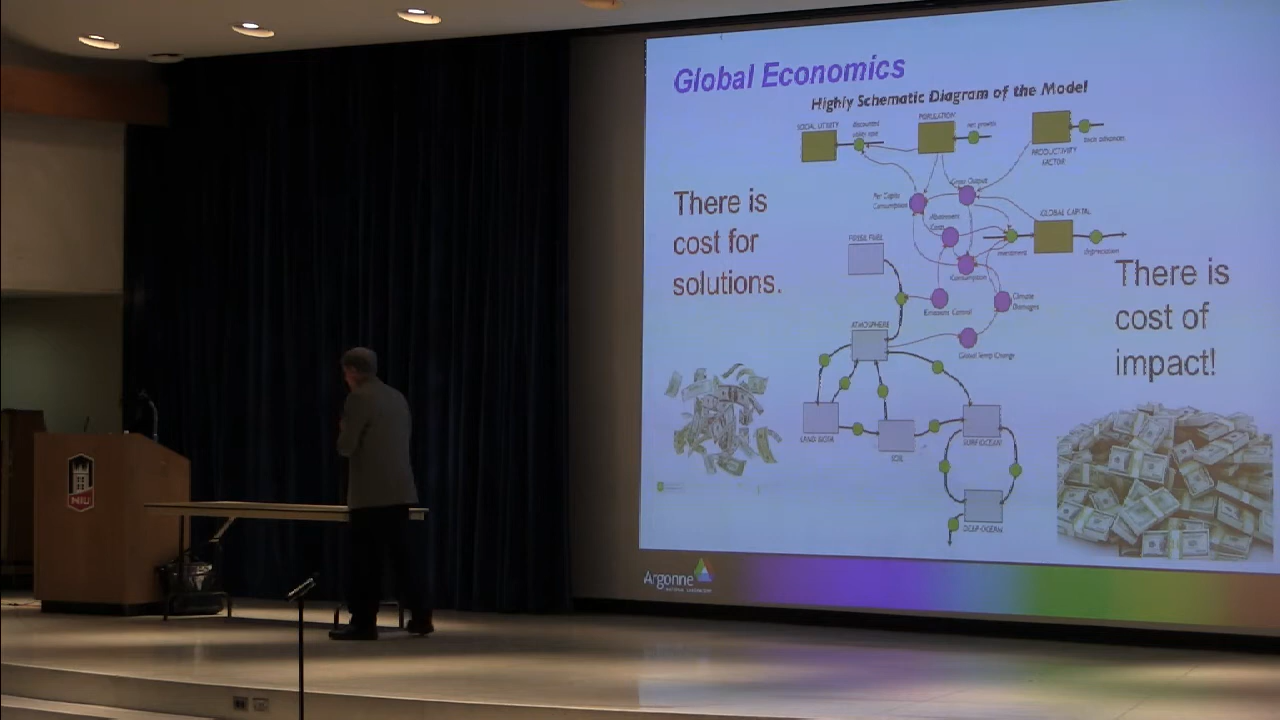 Global Economics
Highly Schematic Diagram of the Model
SOCIAL UTILITY
discounted
utility rate
POPULATION
net growth
PRODUCTIVITY
FACTOR
tech advances
There is
cost for
solutions.
Per Capita
Consumption
Gross Output
Abatement
Costs
GLOBAL CAPITAL
investment
depreciation
FOSSIL FUEL
Consumption
Emissions Control
Climate
Damages
There is
cost of
impact!
ATMOSPHERE
Global Temp Change
LAND BIOTA
SOIL
SURF OCEAN
DEEP OCEAN
NIU
Argonne